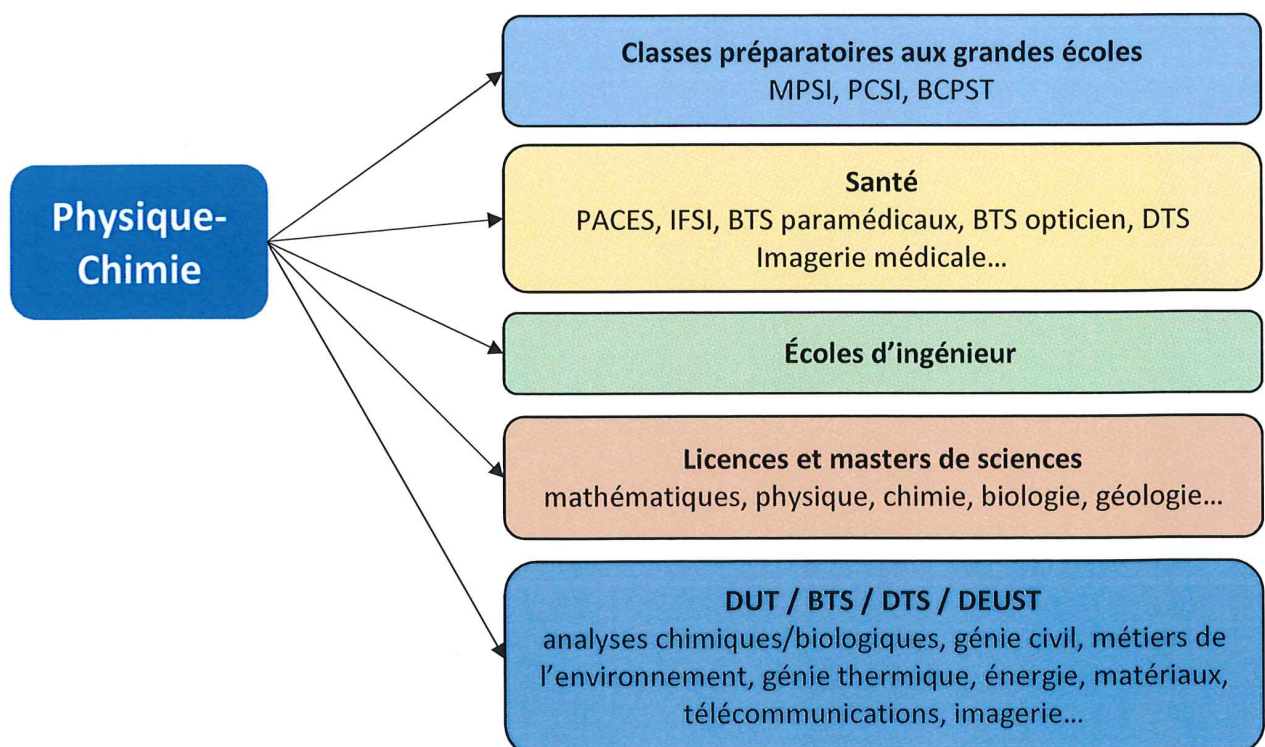 Physique-
Chimie
Classes préparatoires aux grandes écoles
MPSI, PCSI, BCPST
Santé
PACES, IFSI, BTS paramédicaux, BTS opticien, DTS
Imagerie médicale…
Écoles d'ingénieur
Licences et masters de sciences
mathématiques, physique, chimie, biologie, géologie…
DUT / BTS / DTS / DEUST
analyses chimiques/biologiques, génie civil, métiers de
l'environnement, génie thermique, énergie, matériaux,
télécommunications, imagerie…